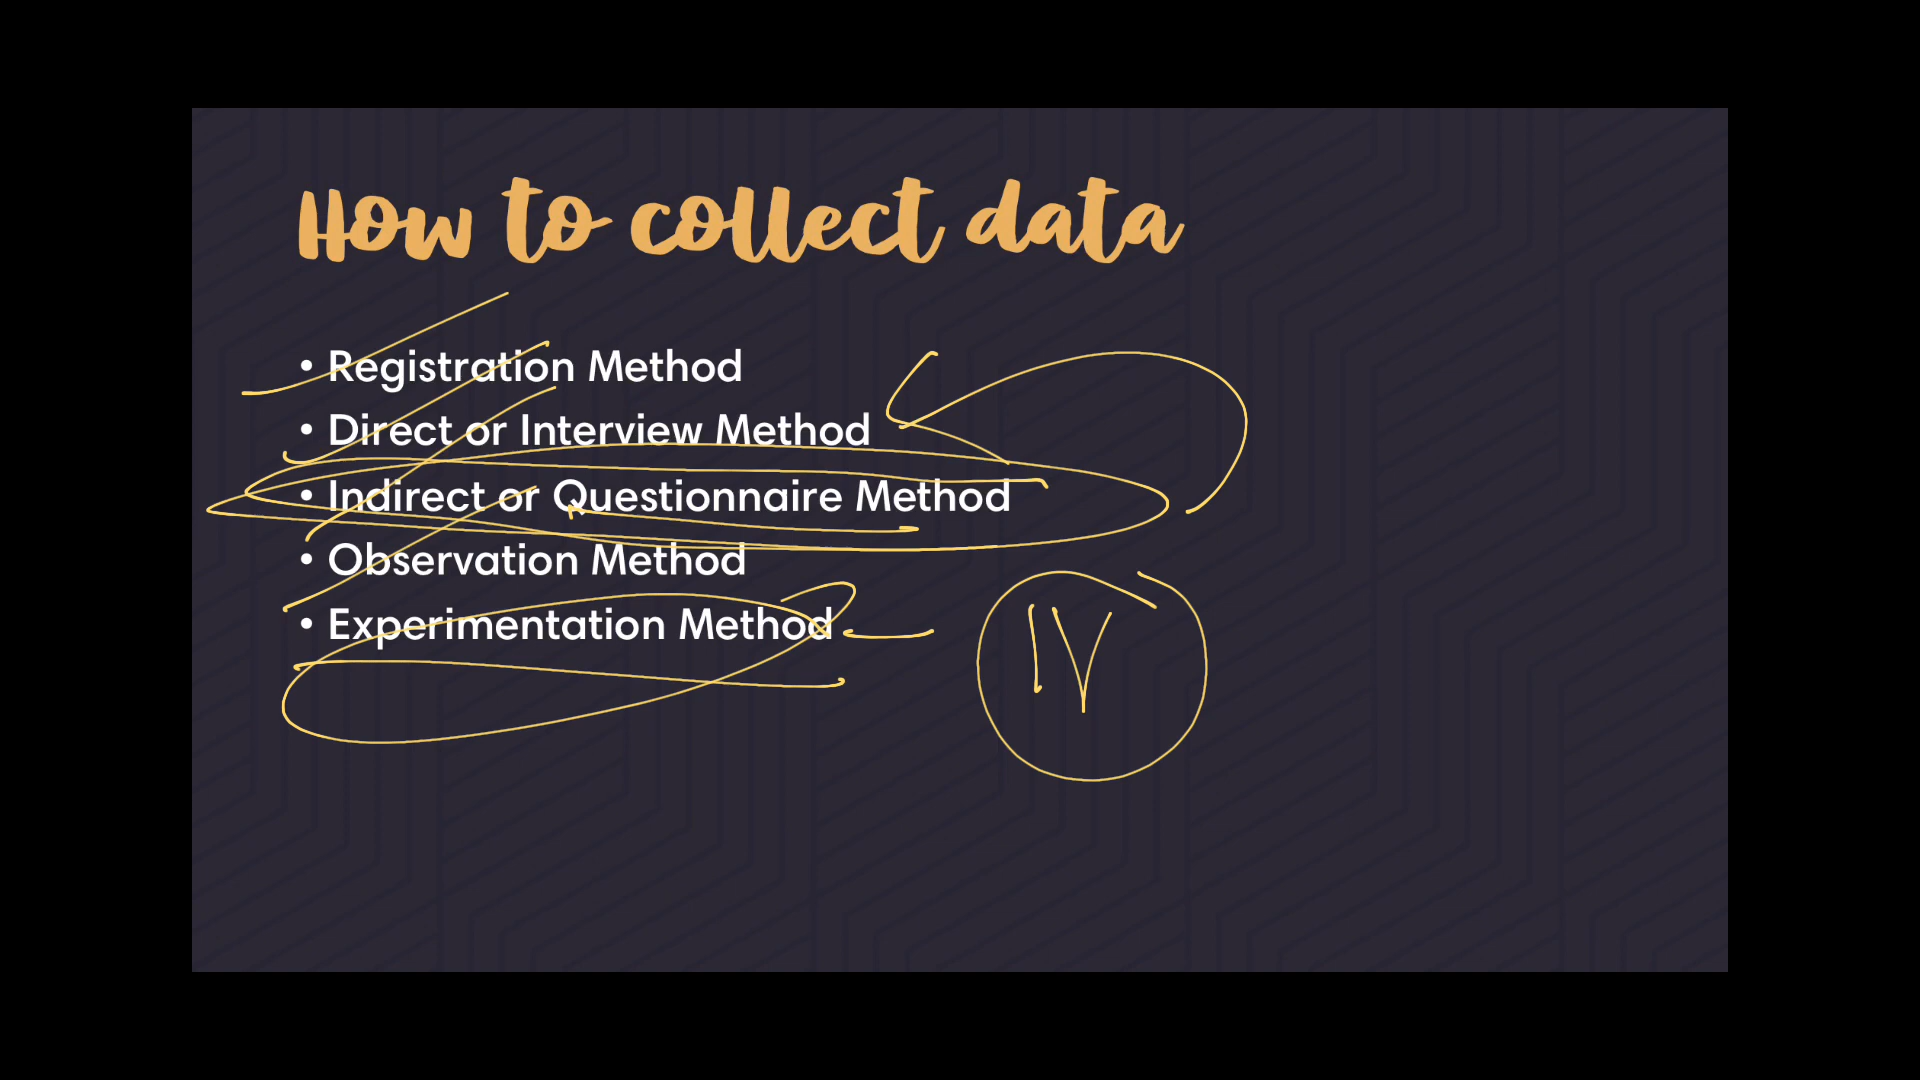 How to collect data
• Registration Method
• Direct or Interview Method
• Indirect or Questionnaire Method
• Observation Method
• Experimentation Method
IV